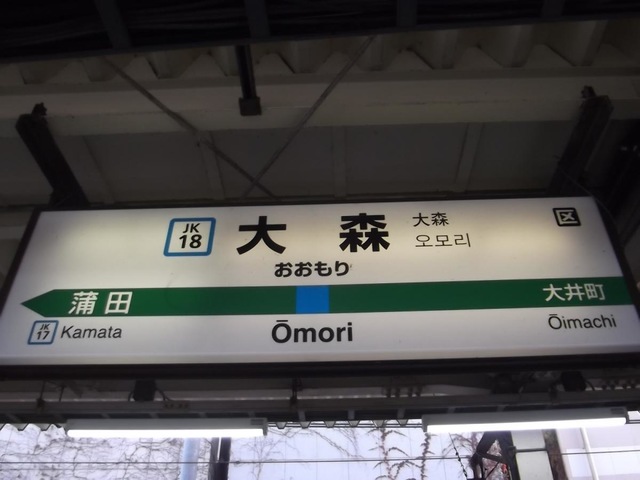 JK
18
大森
大森
오모리
区
おおもり
蒲田
大井町
JK
17
Kamata
Ōmori
Ōimachi